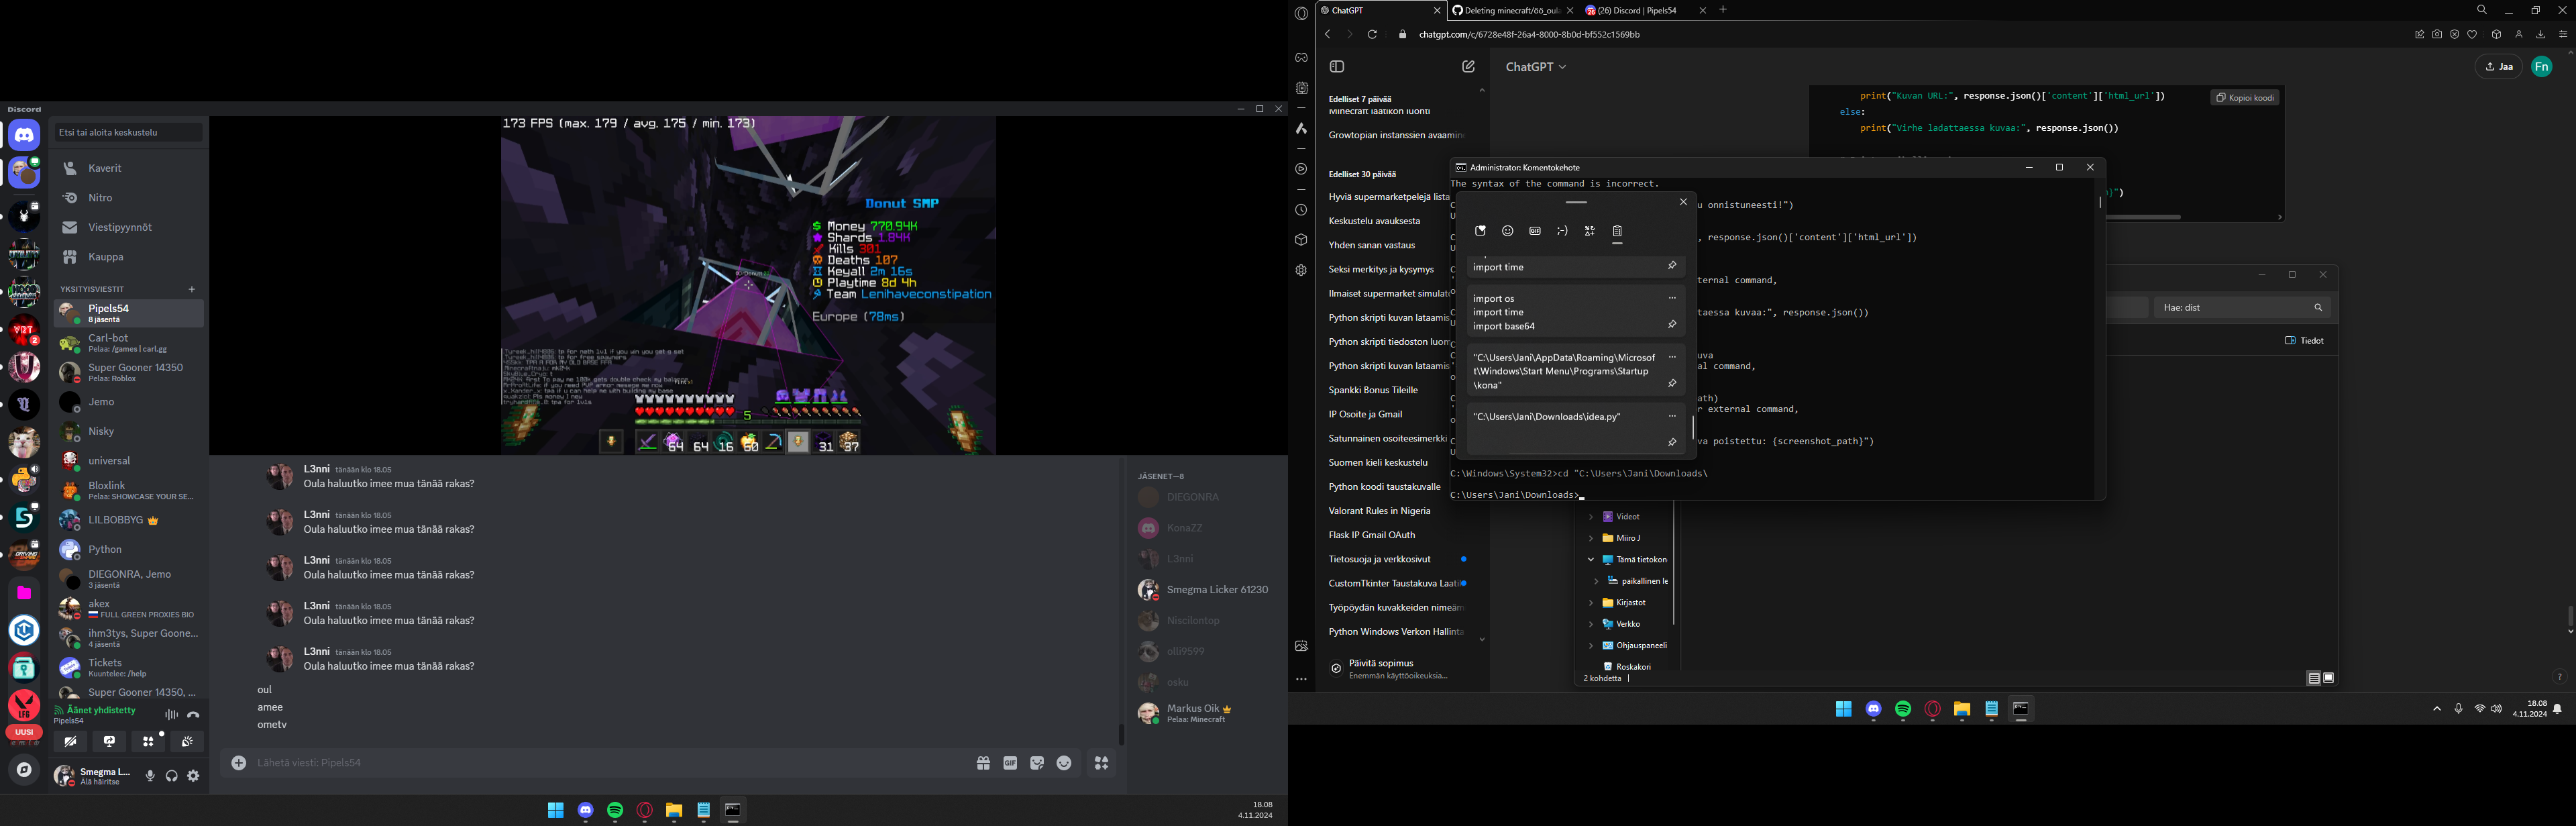 Discord
Etsi tai aloita keskustelu
Kaverit
Nitro
Viestipyynnöt
Kauppa
YKSITYISVIESTIT
Pipels54
8 jäsentä
Carl-bot
Pelaa: /games | carl.gg
Super Gooner 14350
Pelaa: Roblox
Jemo
Nisky
universal
Bloxlink
Pelaa: SHOWCASE YOUR SE...
LILBOBBYG
Python
DIEGONRA, Jemo
3 jäsentä
akex
FULL GREEN PROXIES BIO
ihm3tys, Super Goone...
4 jäsentä
Tickets
Kuuntelee: /help
Super Gooner 14350, ...
Äänet yhdistetty
Pipels54
UUSI
Smegma L...
Älä häiritse
173 FPS (max. 179 / avg. 175 / min. 173)
Donut SMP
Money 770.94K
Shards 1.84K
Kills 301
Deaths 107
Keyall 2m 16s
Playtime 8d 4h
Team Lenihaveconstipation
Europe (78ms)
5
64 64 16 60 31 37
L3nni tänään klo 18.05
Oula haluutko imee mua tänää rakas?
L3nni tänään klo 18.05
Oula haluutko imee mua tänää rakas?
L3nni tänään klo 18.05
Oula haluutko imee mua tänää rakas?
L3nni tänään klo 18.05
Oula haluutko imee mua tänää rakas?
L3nni tänään klo 18.05
Oula haluutko imee mua tänää rakas?
oul
amee
ometv
Lähetä viesti: Pipels54
GIF
JÄSENET—8
DIEGONRA
KonaZZ
L3nni
Smegma Licker 61230
Niscilontop
olli9599
osku
Markus Oik
Pelaa: Minecraft
18.08
4.11.2024
ChatGPT
Deleting minecraft/öö_oula
(26) Discord | Pipels54
chatgpt.com/c/6728e48f-26a4-8000-8b0d-bf552c1569bb
ChatGPT
Jaa
Fn
Edelliset 7 päivää
Minecraft laatikon luonti
Growtopian instanssien avaamine
Edelliset 30 päivää
Hyviä supermarketpelejä lista
Keskustelu avauksesta
Yhden sanan vastaus
Seksi merkitys ja kysymys
Ilmaiset supermarket simulato
Python skripti kuvan lataamis
Python skripti tiedoston luom
Python skripti kuvan lataamis
Spankki Bonus Tileille
IP Osoite ja Gmail
Satunnainen osoiteesimerkki
Suomen kieli keskustelu
Python koodi taustakuvalle
Valorant Rules in Nigeria
Flask IP Gmail OAuth
Tietosuoja ja verkkosivut
CustomTkinter Taustakuva Laati
Työpöydän kuvakkeiden nimeäm
Python Windows Verkon Hallinta
Päivitä sopimus
Enemmän käyttöoikeuksia...
print("Kuvan URL:", response.json()['content']['html_url'])
Kopioi koodi
else:
print("Virhe ladattaessa kuvaa:", response.json())
}")
Administrator: Komentokehote
The syntax of the command is incorrect.
u onnistuneesti!")
, response.json()['content']['html_url'])
ternal command,
taessa kuvaa:", response.json())
uva
al command,
ath)
r external command,
va poistettu: {screenshot_path}")
C:\Windows\System32>cd "C:\Users\Jani\Downloads\
C:\Users\Jani\Downloads>
GIF
;-)
import time
import os
import time
import base64
"C:\Users\Jani\AppData\Roaming\Microsof
t\Windows\Start Menu\Programs\Startup
\kona"
"C:\Users\Jani\Downloads\idea.py"
Hae: dist
Tiedot
Videot
Miiro J
Tämä tietokon
paikallinen le
Kirjastot
Verkko
Ohjauspaneeli
Roskakori
2 kohdetta
18.08
4.11.2024